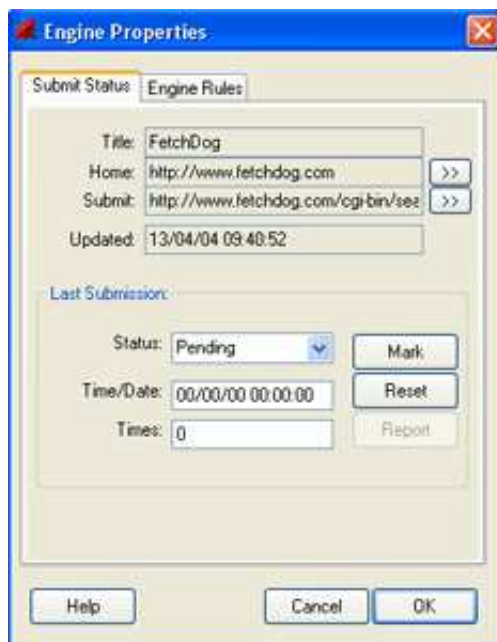 Engine Properties
Submit Status Engine Rules
Title: FetchDog
Home: http://www.fetchdog.com >>
Submit: http://www.fetchdog.com/cgi-bin/sea >>
Updated: 13/04/04 09:40:52
Last Submission:
Status: Pending Mark
Time/Date: 00/00/00 00:00:00 Reset
Times: 0 Report
Help Cancel OK